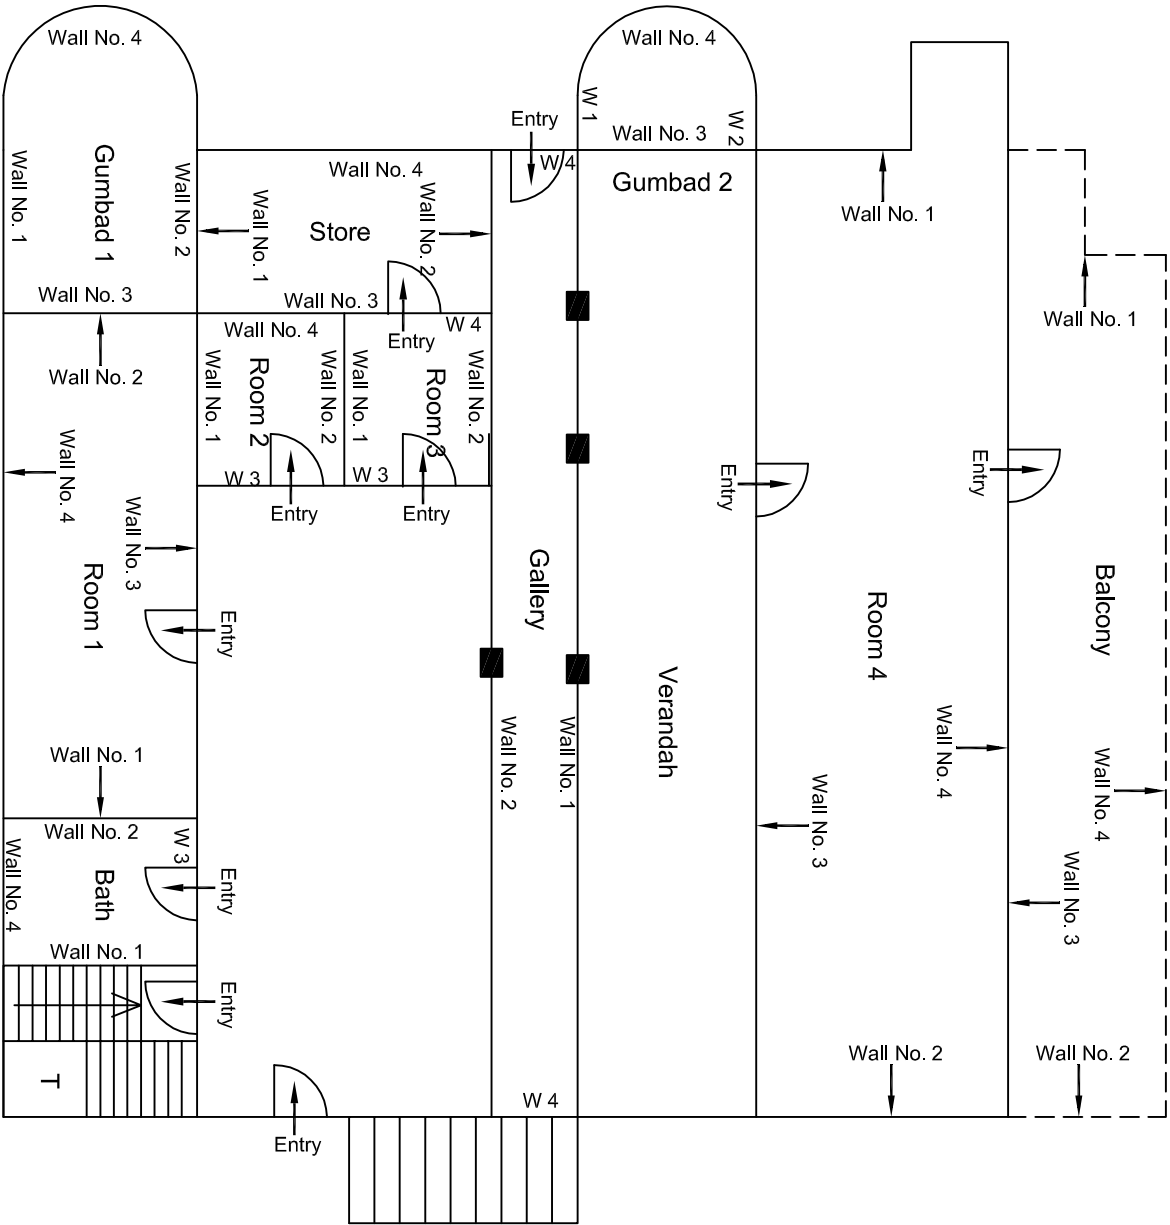 Wall No. 4
Wall No. 4
W 1
W 2
Entry
Wall No. 3
W 4
Gumbad 2
Wall No. 1
Gumbad 1
Wall No. 2
Wall No. 4
Wall No. 1
Store
Wall No. 2
Wall No. 1
Wall No. 3
Wall No. 3
Entry
W 4
Wall No. 1
Wall No. 2
Wall No. 4
Wall No. 1
Room 2
Wall No. 2
Wall No. 1
Room 3
Wall No. 2
W 3
W 3
Entry
Entry
Entry
Entry
Wall No. 4
Wall No. 3
Room 1
Entry
Gallery
Room 4
Balcony
Verandah
Wall No. 1
Wall No. 2
Wall No. 1
Wall No. 4
Wall No. 4
Wall No. 3
Wall No. 3
Wall No. 2
W 3
Wall No. 4
Bath
Entry
Wall No. 1
Entry
T
Wall No. 2
Wall No. 2
W 4
Entry